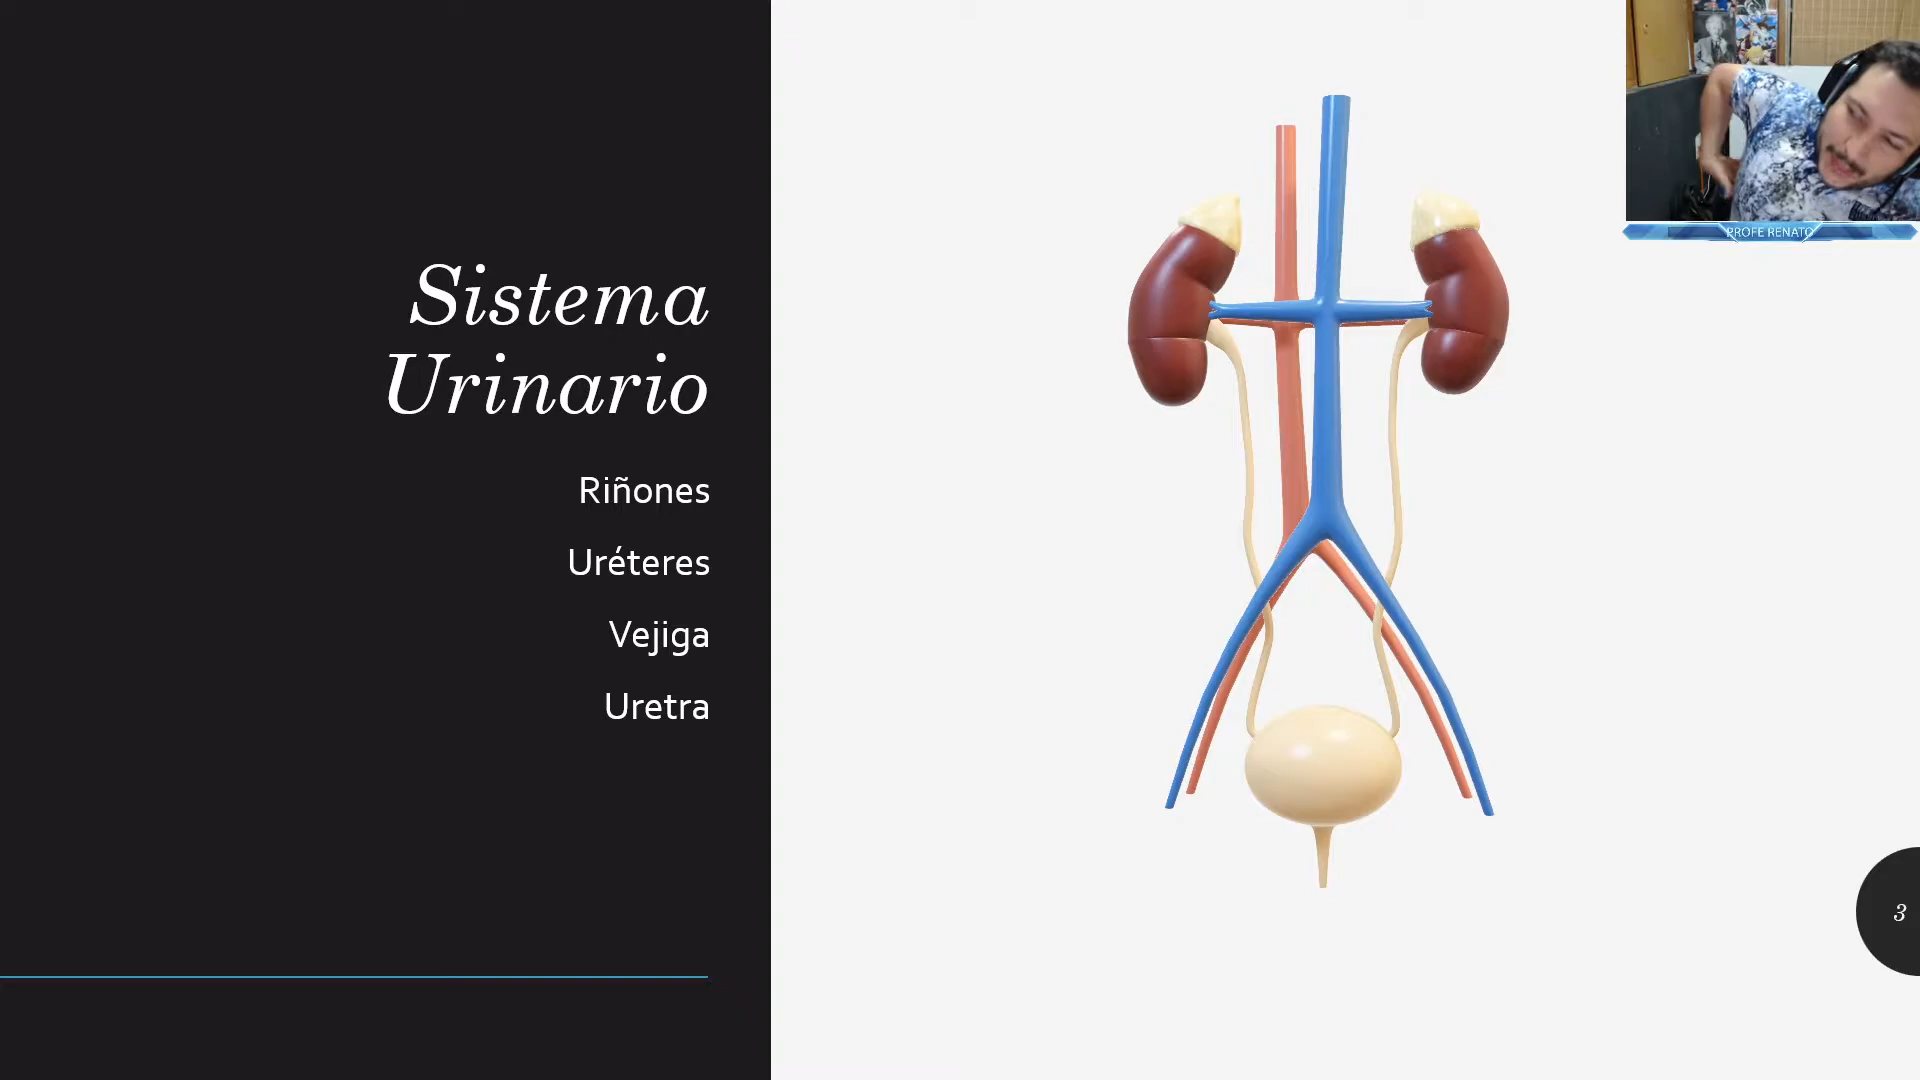 Sistema
Urinario
Riñones
Uréteres
Vejiga
Uretra
PROFE RENATO
3